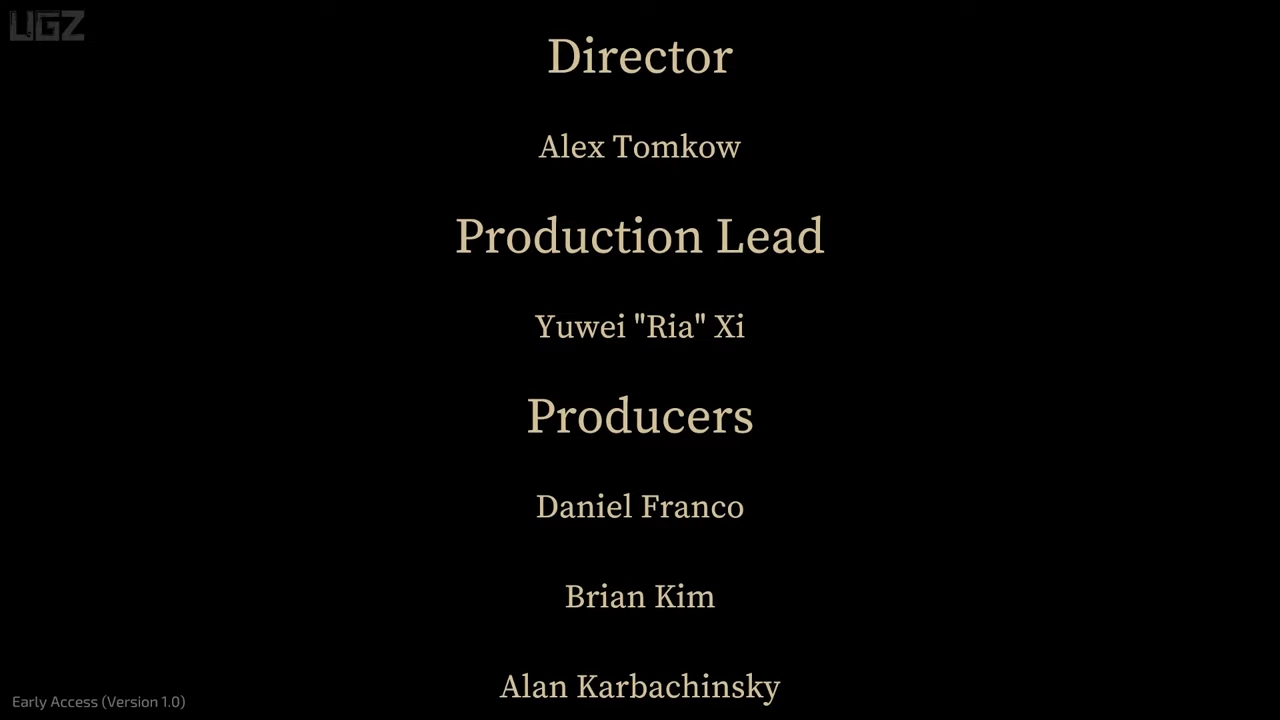 UGZ
Director
Alex Tomkow
Production Lead
Yuwei "Ria" Xi
Producers
Daniel Franco
Brian Kim
Alan Karbachinsky
Early Access (Version 1.0)